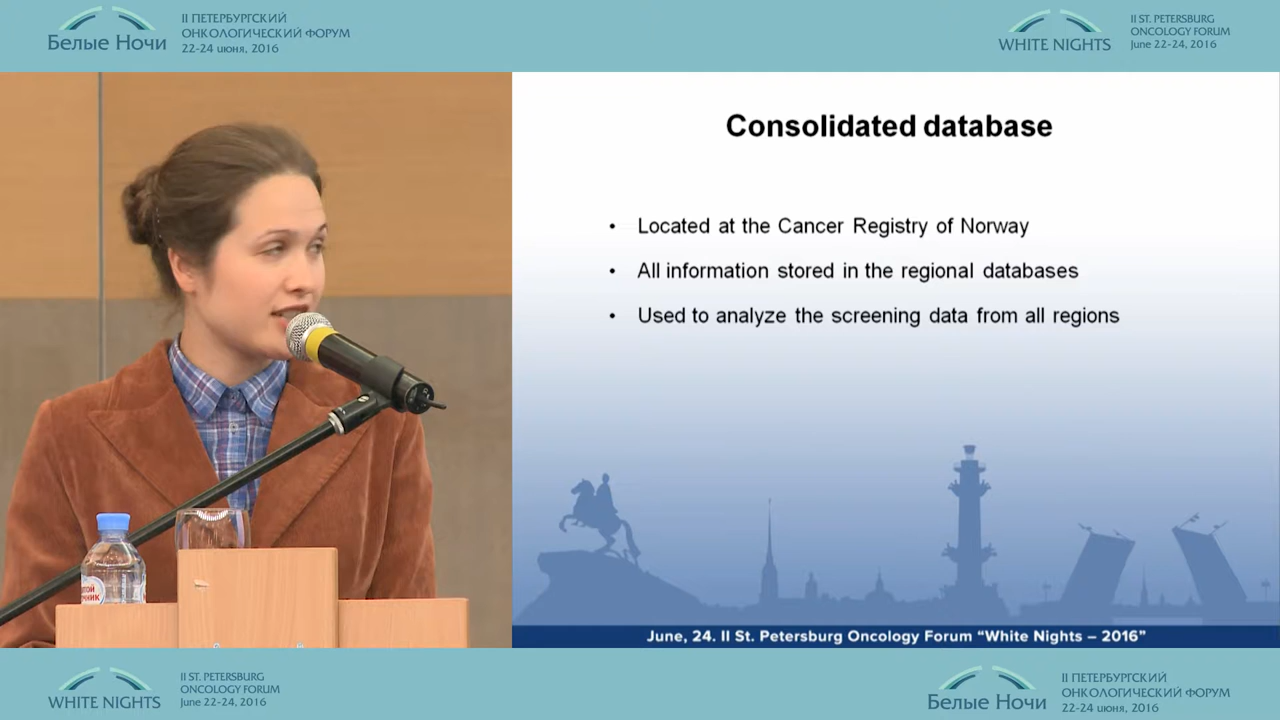 Белые Ночи
II ПЕТЕРБУРГСКИЙ
ОНКОЛОГИЧЕСКИЙ ФОРУМ
22-24 июня, 2016
WHITE NIGHTS
II ST. PETERSBURG
ONCOLOGY FORUM
June 22-24, 2016
Consolidated database
• Located at the Cancer Registry of Norway
• All information stored in the regional databases
• Used to analyze the screening data from all regions
June, 24. II St. Petersburg Oncology Forum “White Nights – 2016”
WHITE NIGHTS
II ST. PETERSBURG
ONCOLOGY FORUM
June 22-24, 2016
Белые Ночи
II ПЕТЕРБУРГСКИЙ
ОНКОЛОГИЧЕСКИЙ ФОРУМ
22-24 июня, 2016